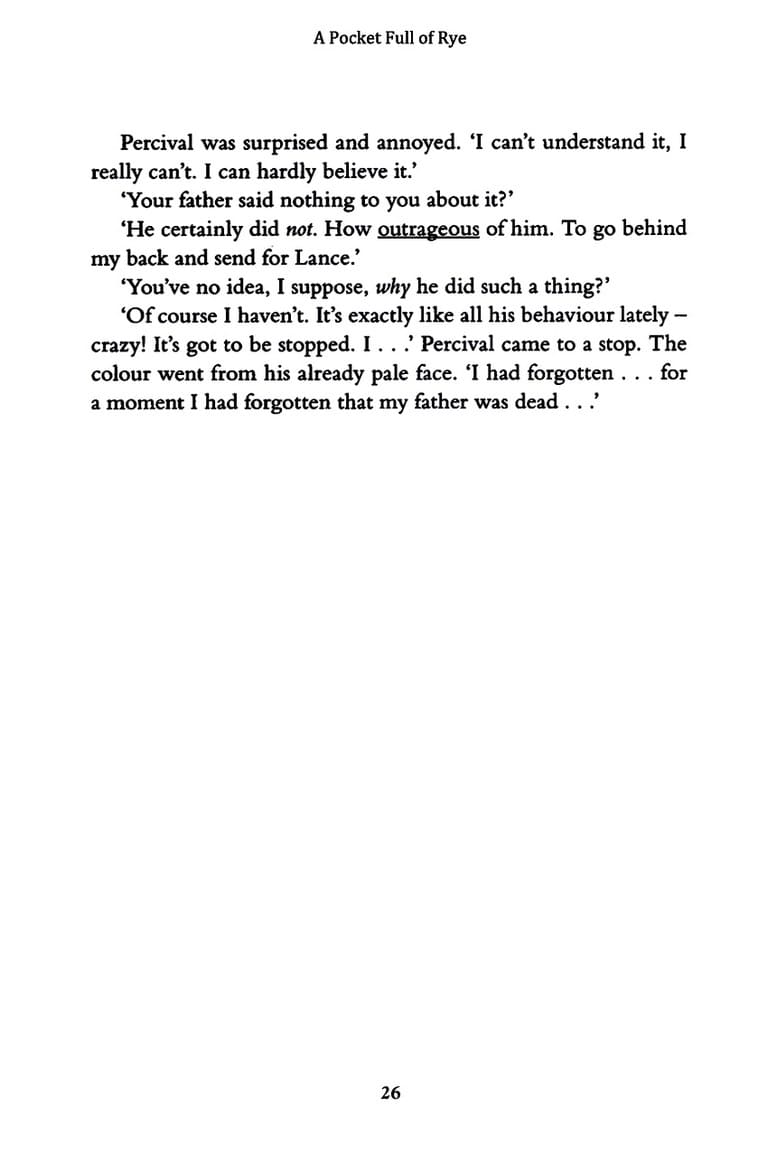 A Pocket Full of Rye
Percival was surprised and annoyed. ‘I can’t understand it, I
really can’t. I can hardly believe it.’
‘Your father said nothing to you about it?’
‘He certainly did not. How outrageous of him. To go behind
my back and send for Lance.’
‘You’ve no idea, I suppose, why he did such a thing?’
‘Of course I haven’t. It’s exactly like all his behaviour lately –
crazy! It’s got to be stopped. I . . .’ Percival came to a stop. The
colour went from his already pale face. ‘I had forgotten . . . for
a moment I had forgotten that my father was dead . . .’
26